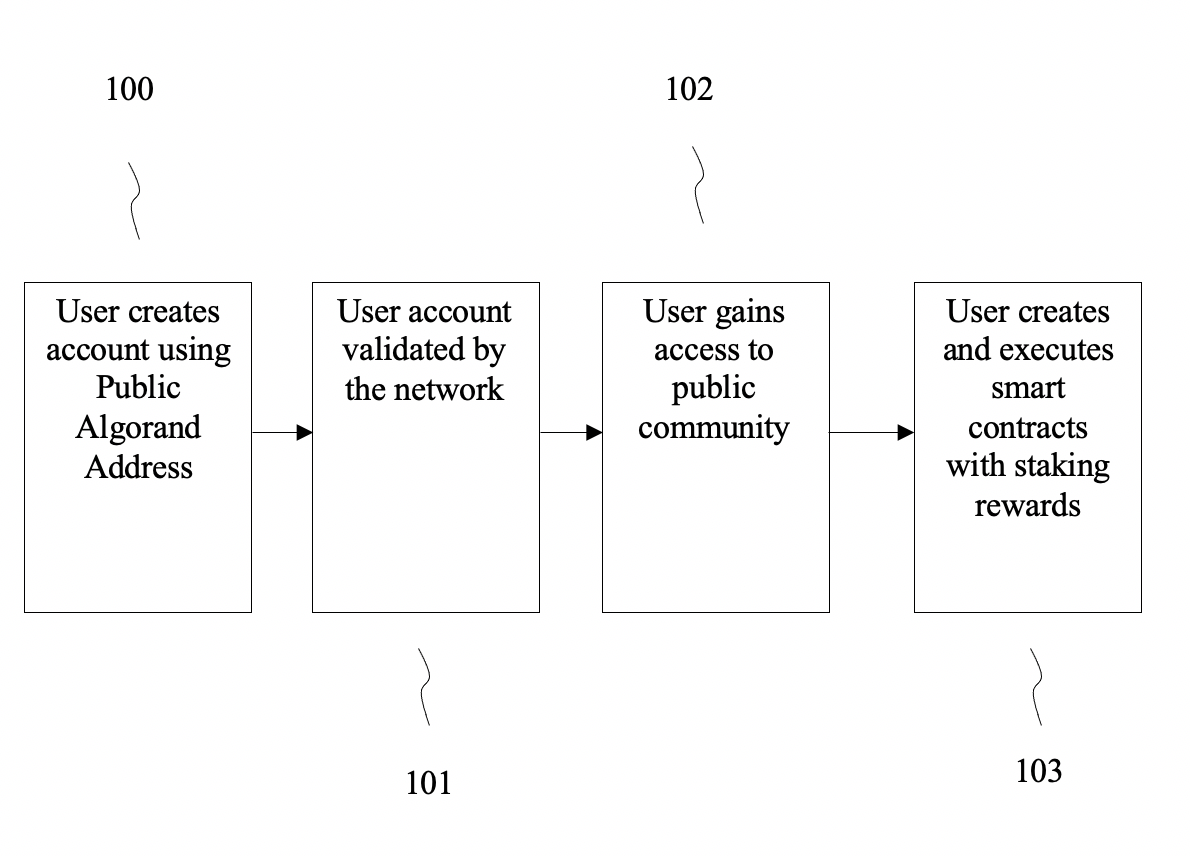 100
102
User creates
account using
Public
Algorand
Address
User account
validated by
the network
User gains
access to
public
community
User creates
and executes
smart
contracts
with staking
rewards
101
103